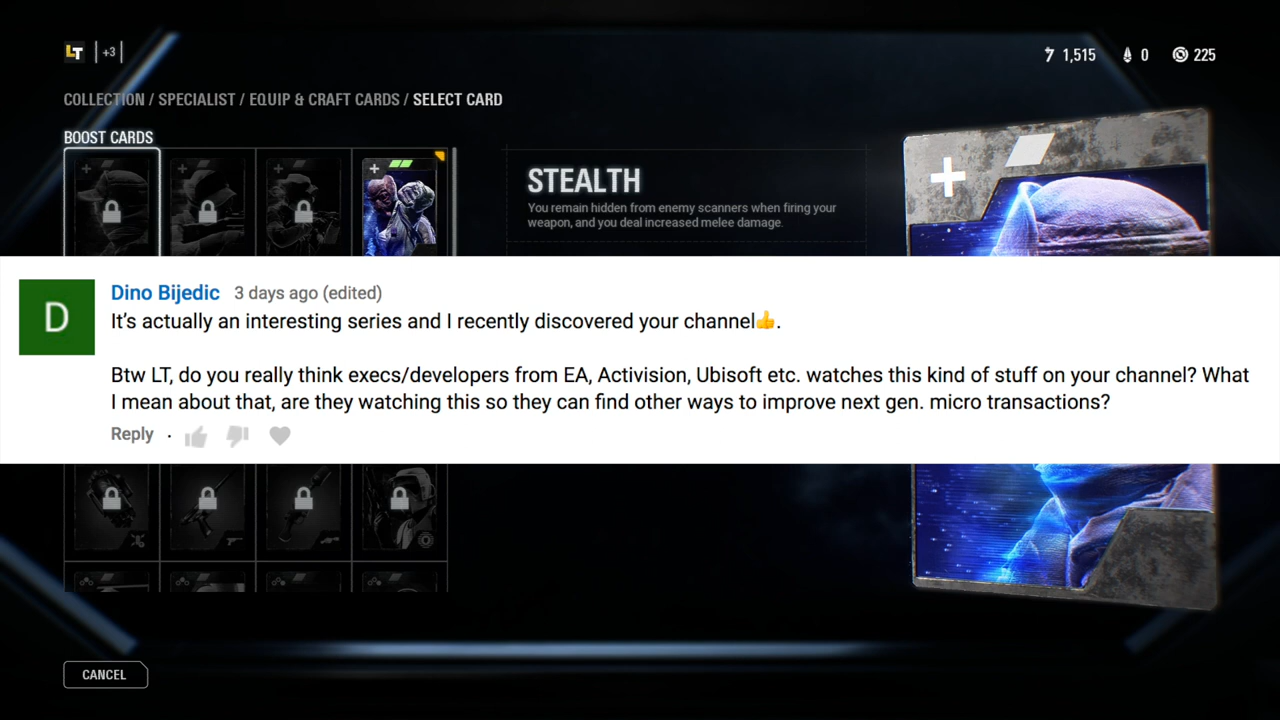 LT | +3 |
1,515 0 225
COLLECTION / SPECIALIST / EQUIP & CRAFT CARDS / SELECT CARD
BOOST CARDS
STEALTH
You remain hidden from enemy scanners when firing your
weapon, and you deal increased melee damage.
D
Dino Bijedic 3 days ago (edited)
It’s actually an interesting series and I recently discovered your channel👍.
Btw LT, do you really think execs/developers from EA, Activision, Ubisoft etc. watches this kind of stuff on your channel? What
I mean about that, are they watching this so they can find other ways to improve next gen. micro transactions?
Reply ·
CANCEL